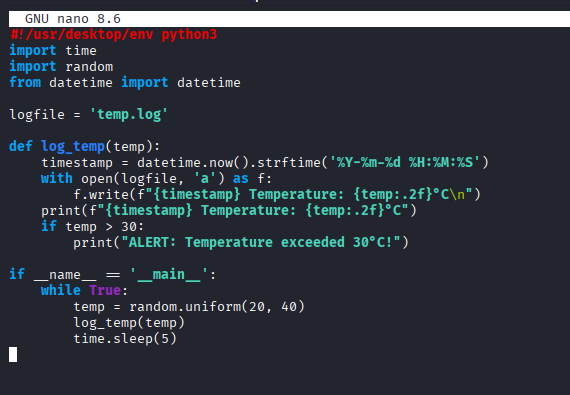 GNU nano 8.6
#!/usr/desktop/env python3
import time
import random
from datetime import datetime
logfile = 'temp.log'
def log_temp(temp):
    timestamp = datetime.now().strftime('%Y-%m-%d %H:%M:%S')
    with open(logfile, 'a') as f:
        f.write(f"{timestamp} Temperature: {temp:.2f}°C\n")
    print(f"{timestamp} Temperature: {temp:.2f}°C")
    if temp > 30:
        print("ALERT: Temperature exceeded 30°C!")
if __name__ == '__main__':
    while True:
        temp = random.uniform(20, 40)
        log_temp(temp)
        time.sleep(5)